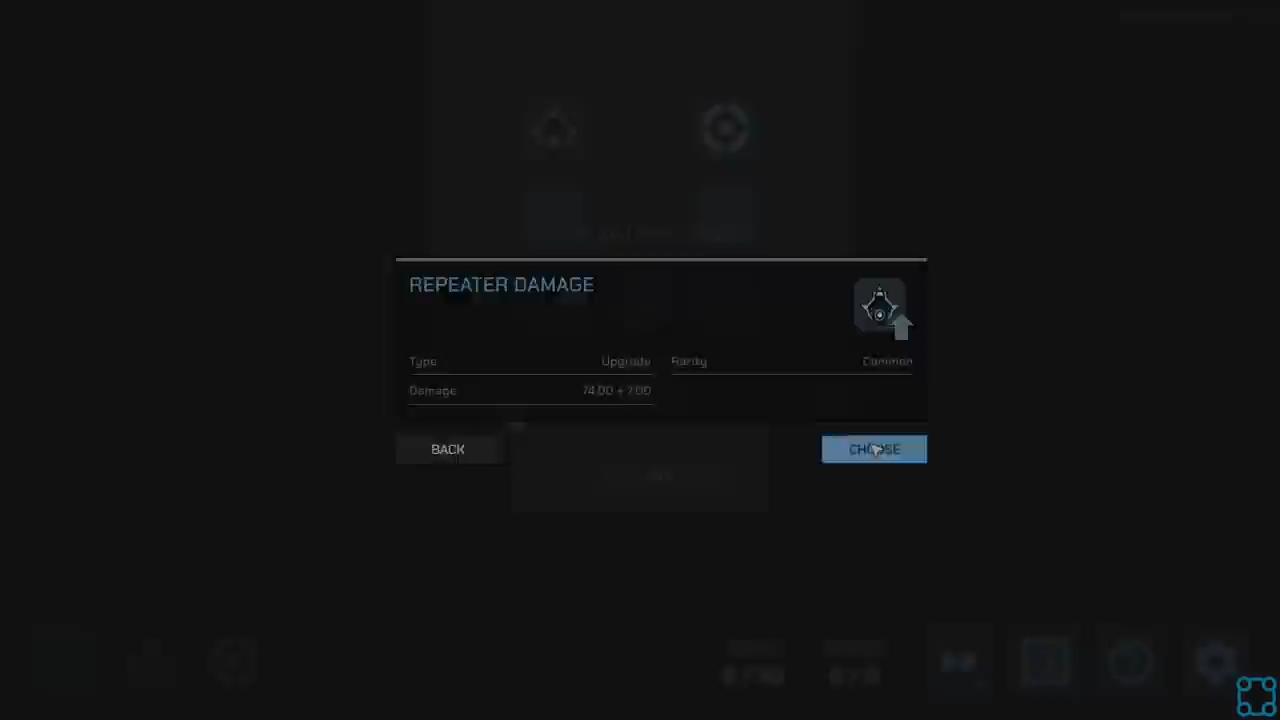 REPEATER DAMAGE
Type Upgrade Rarity Common
Damage 74.00 + 7.00
BACK CHOOSE